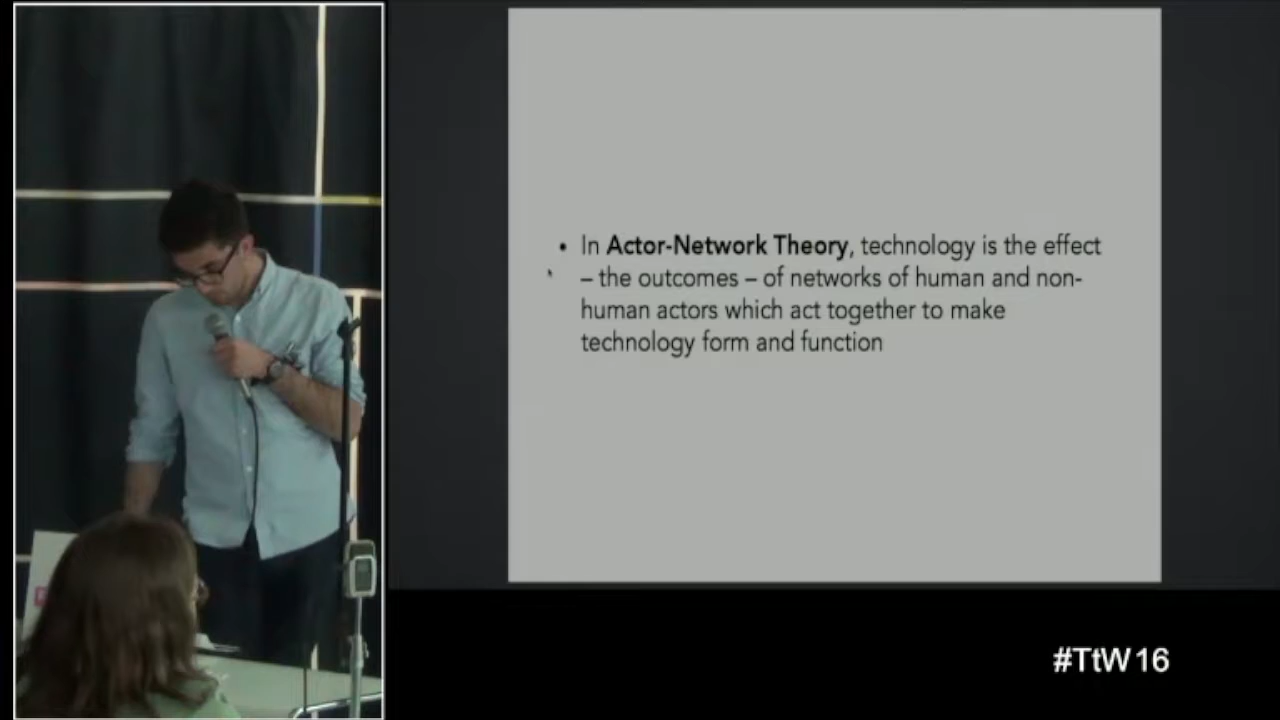 • In Actor-Network Theory, technology is the effect
– the outcomes – of networks of human and non-
human actors which act together to make
technology form and function
#TtW16